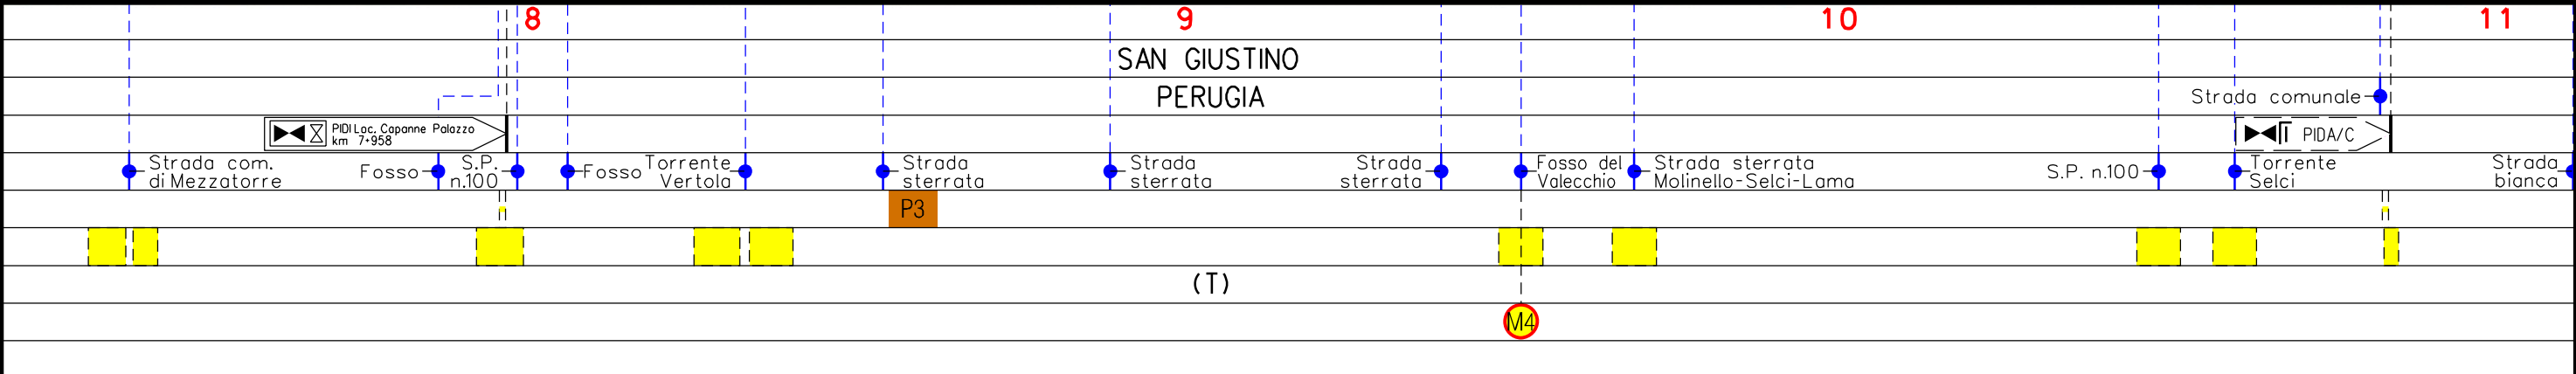 8 9 10 11
SAN GIUSTINO
PERUGIA
Strada comunale
PIDI Loc. Capanne Palazzo
km 7+958
PIDA/C
Strada com.
di Mezzatorre
Fosso
S.P.
n.100
Fosso
Torrente
Vertola
Strada
sterrata
Strada
sterrata
Strada
sterrata
Fosso del
Valecchio
Strada sterrata
Molinello-Selci-Lama
S.P. n.100
Torrente
Selci
Strada
bianca
P3
(T)
M4